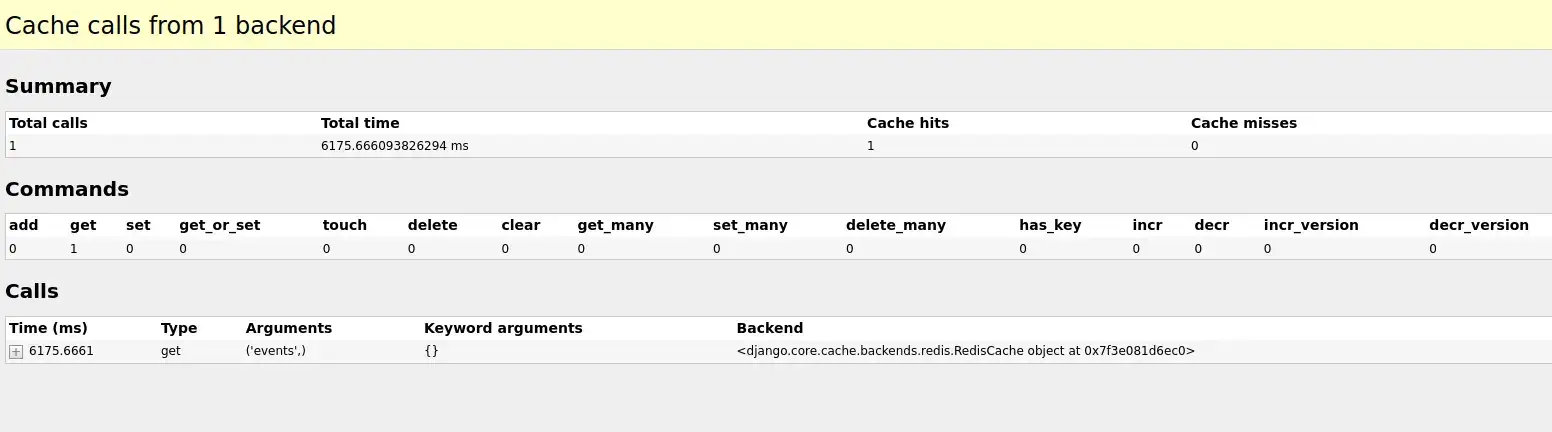 Cache calls from 1 backend
Summary
Total calls Total time Cache hits Cache misses
1 6175.666093826294 ms 1 0
Commands
add get set get_or_set touch delete clear get_many set_many delete_many has_key incr decr incr_version decr_version
0 1 0 0 0 0 0 0 0 0 0 0 0 0 0
Calls
Time (ms) Type Arguments Keyword arguments Backend
+ 6175.6661 get ('events',) {} <django.core.cache.backends.redis.RedisCache object at 0x7f3e081d6ec0>